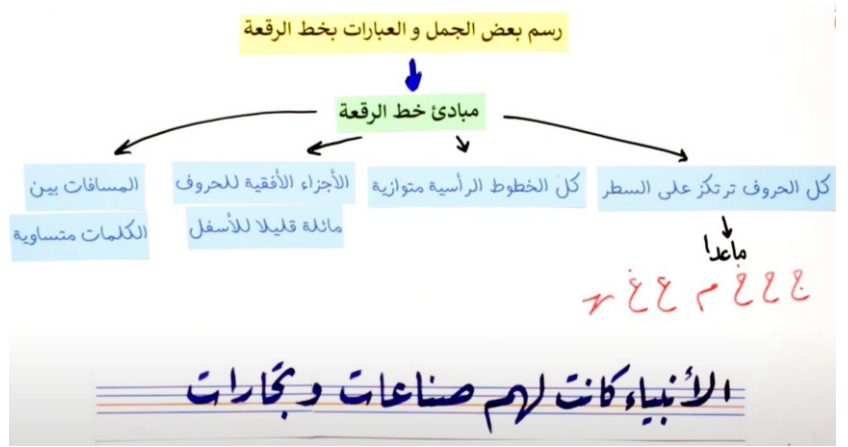 رسم بعض الجمل و العبارات بخط الرقعة
مبادئ خط الرقعة
كل الحروف ترتكز على السطر
ماعدا
ج ح خ م ع غ ـهـ
كل الخطوط الرأسية متوازية
الأجزاء الأفقية للحروف
مائلة قليلا للأسفل
المسافات بين
الكلمات متساوية
الأنبياء كانت لهم صناعات و تجارات